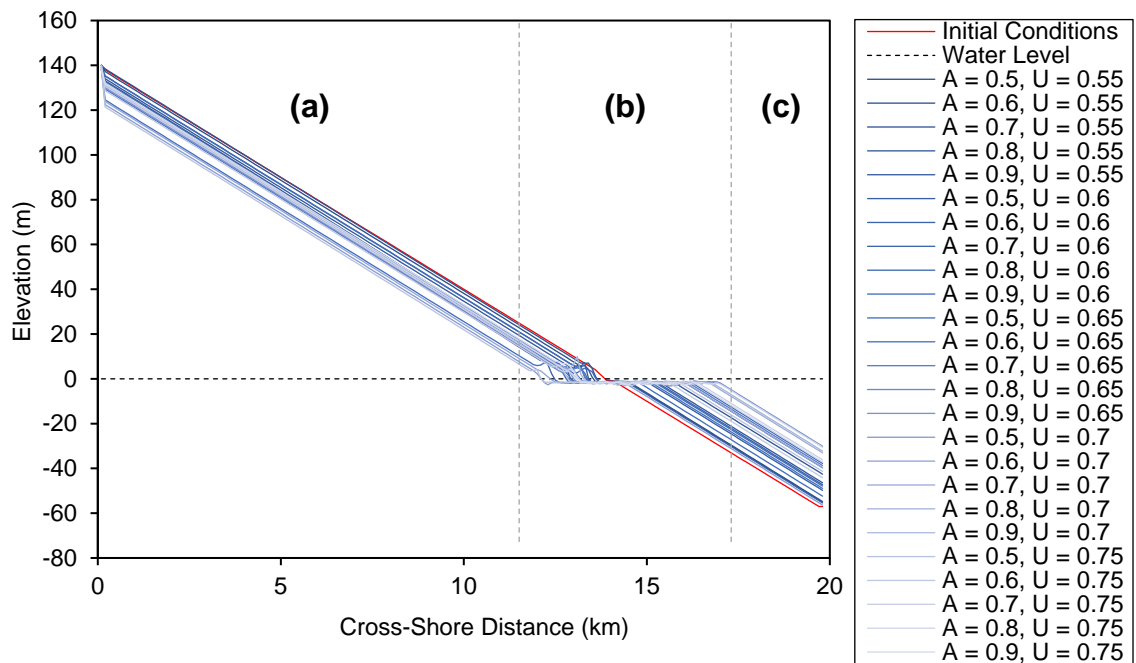 160
140
120
100
80
60
40
20
0
-20
-40
-60
-80
Elevation (m)
(a)
(b)
(c)
0
5
10
15
20
Cross-Shore Distance (km)
Initial Conditions
Water Level
A = 0.5, U = 0.55
A = 0.6, U = 0.55
A = 0.7, U = 0.55
A = 0.8, U = 0.55
A = 0.9, U = 0.55
A = 0.5, U = 0.6
A = 0.6, U = 0.6
A = 0.7, U = 0.6
A = 0.8, U = 0.6
A = 0.9, U = 0.6
A = 0.5, U = 0.65
A = 0.6, U = 0.65
A = 0.7, U = 0.65
A = 0.8, U = 0.65
A = 0.9, U = 0.65
A = 0.5, U = 0.7
A = 0.6, U = 0.7
A = 0.7, U = 0.7
A = 0.8, U = 0.7
A = 0.9, U = 0.7
A = 0.5, U = 0.75
A = 0.6, U = 0.75
A = 0.7, U = 0.75
A = 0.8, U = 0.75
A = 0.9, U = 0.75